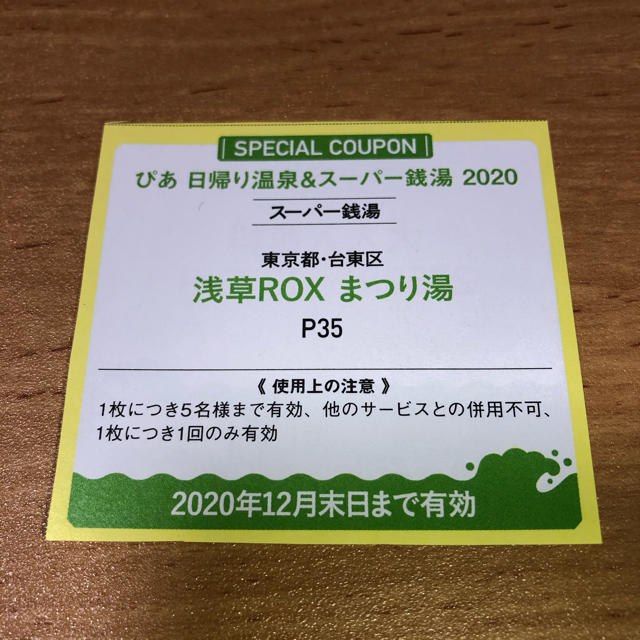 SPECIAL COUPON
ぴあ 日帰り温泉&スーパー銭湯 2020
スーパー銭湯
東京都・台東区
浅草ROX まつり湯
P35
《 使用上の注意 》
1枚につき5名様まで有効、他のサービスとの併用不可、
1枚につき1回のみ有効
2020年12月末日まで有効